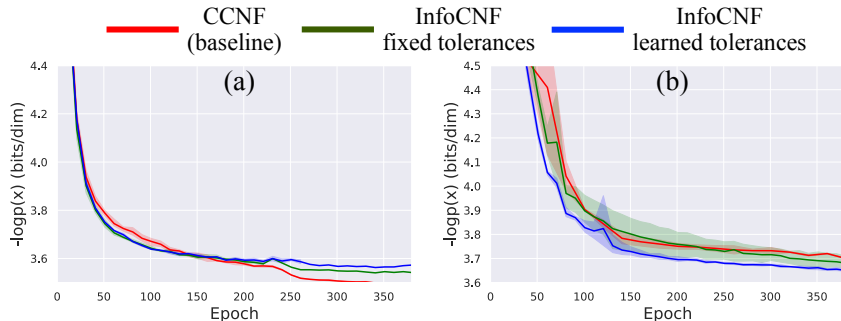 CCNF
(baseline)
InfoCNF
fixed tolerances
InfoCNF
learned tolerances
(a)
-logp(x) (bits/dim)
4.4
4.2
4.0
3.8
3.6
0 50 100 150 200 250 300 350
Epoch
(b)
-logp(x) (bits/dim)
4.5
4.4
4.3
4.2
4.1
4.0
3.9
3.8
3.7
3.6
0 50 100 150 200 250 300 350
Epoch